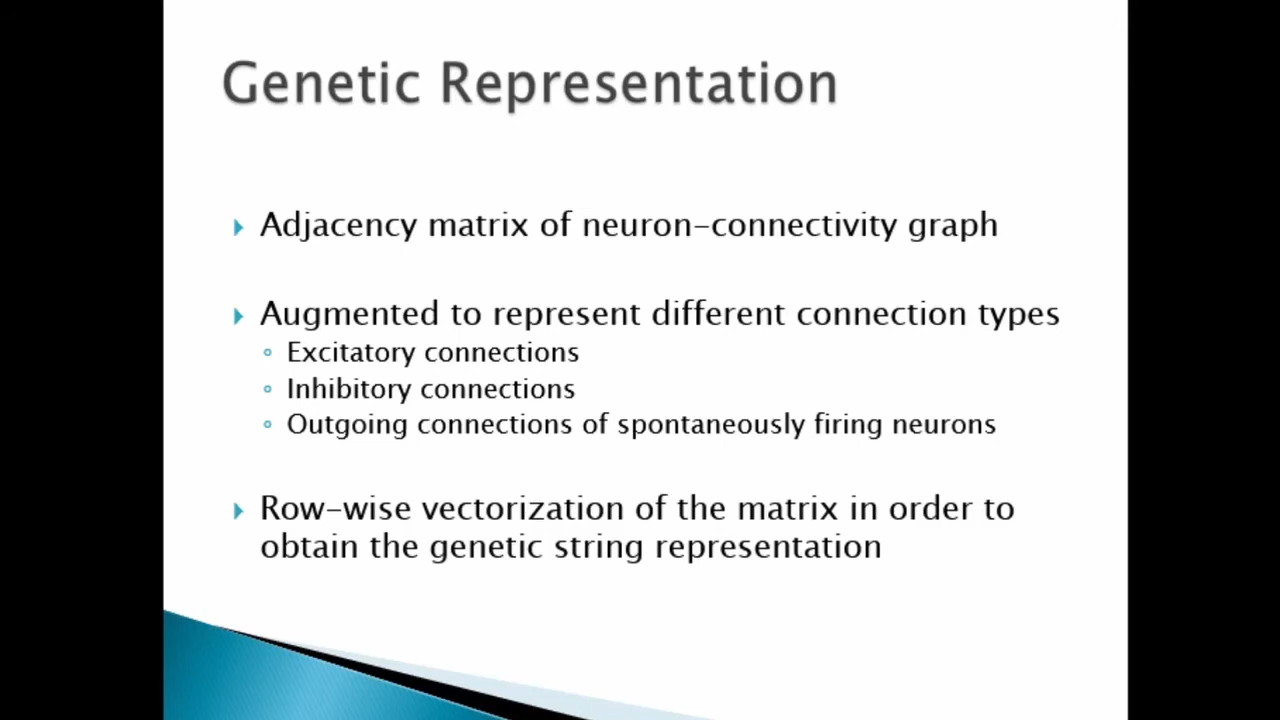 Genetic Representation
Adjacency matrix of neuron-connectivity graph
Augmented to represent different connection types
Excitatory connections
Inhibitory connections
Outgoing connections of spontaneously firing neurons
Row-wise vectorization of the matrix in order to
obtain the genetic string representation